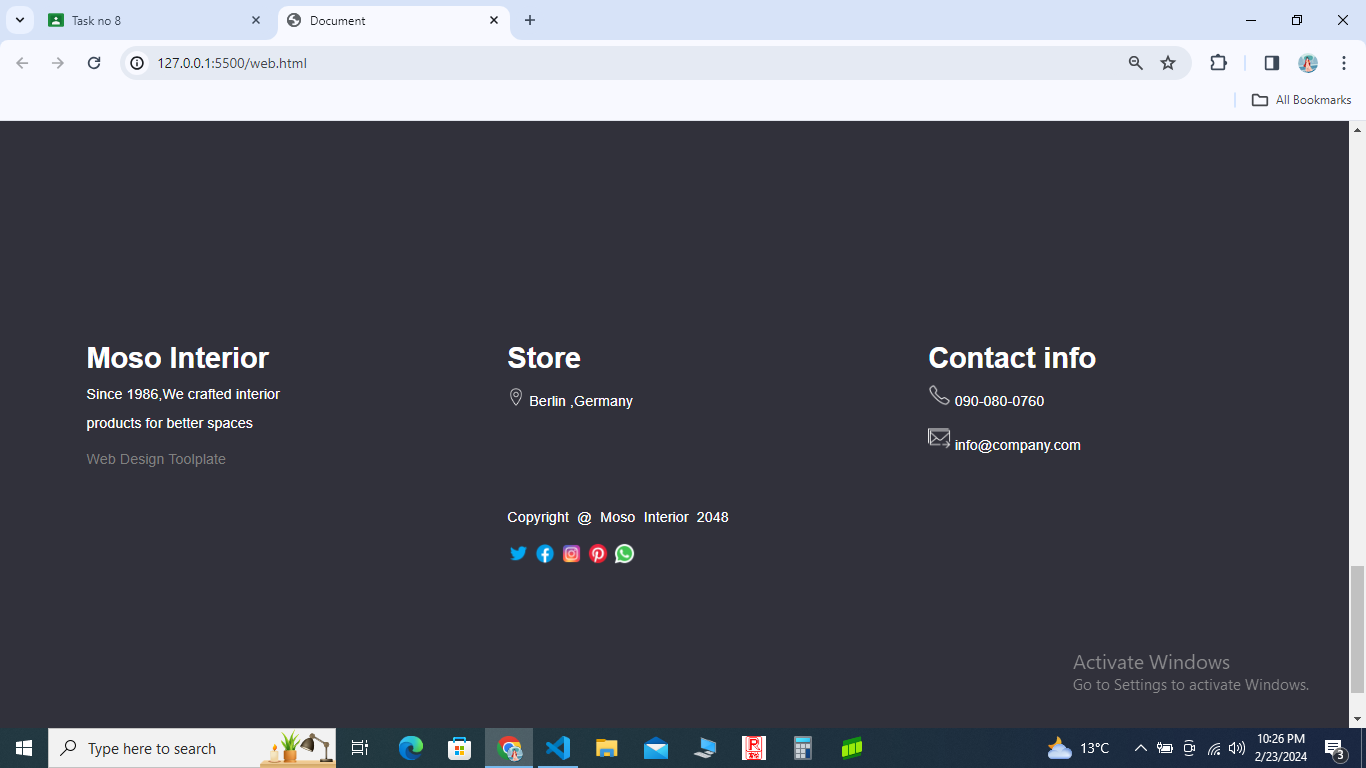 Task no 8
Document
127.0.0.1:5500/web.html
All Bookmarks
Moso Interior
Since 1986,We crafted interior
products for better spaces
Web Design Toolplate
Store
Berlin ,Germany
Contact info
090-080-0760
info@company.com
Copyright @ Moso Interior 2048
Activate Windows
Go to Settings to activate Windows.
Type here to search
13°C
10:26 PM
2/23/2024
3